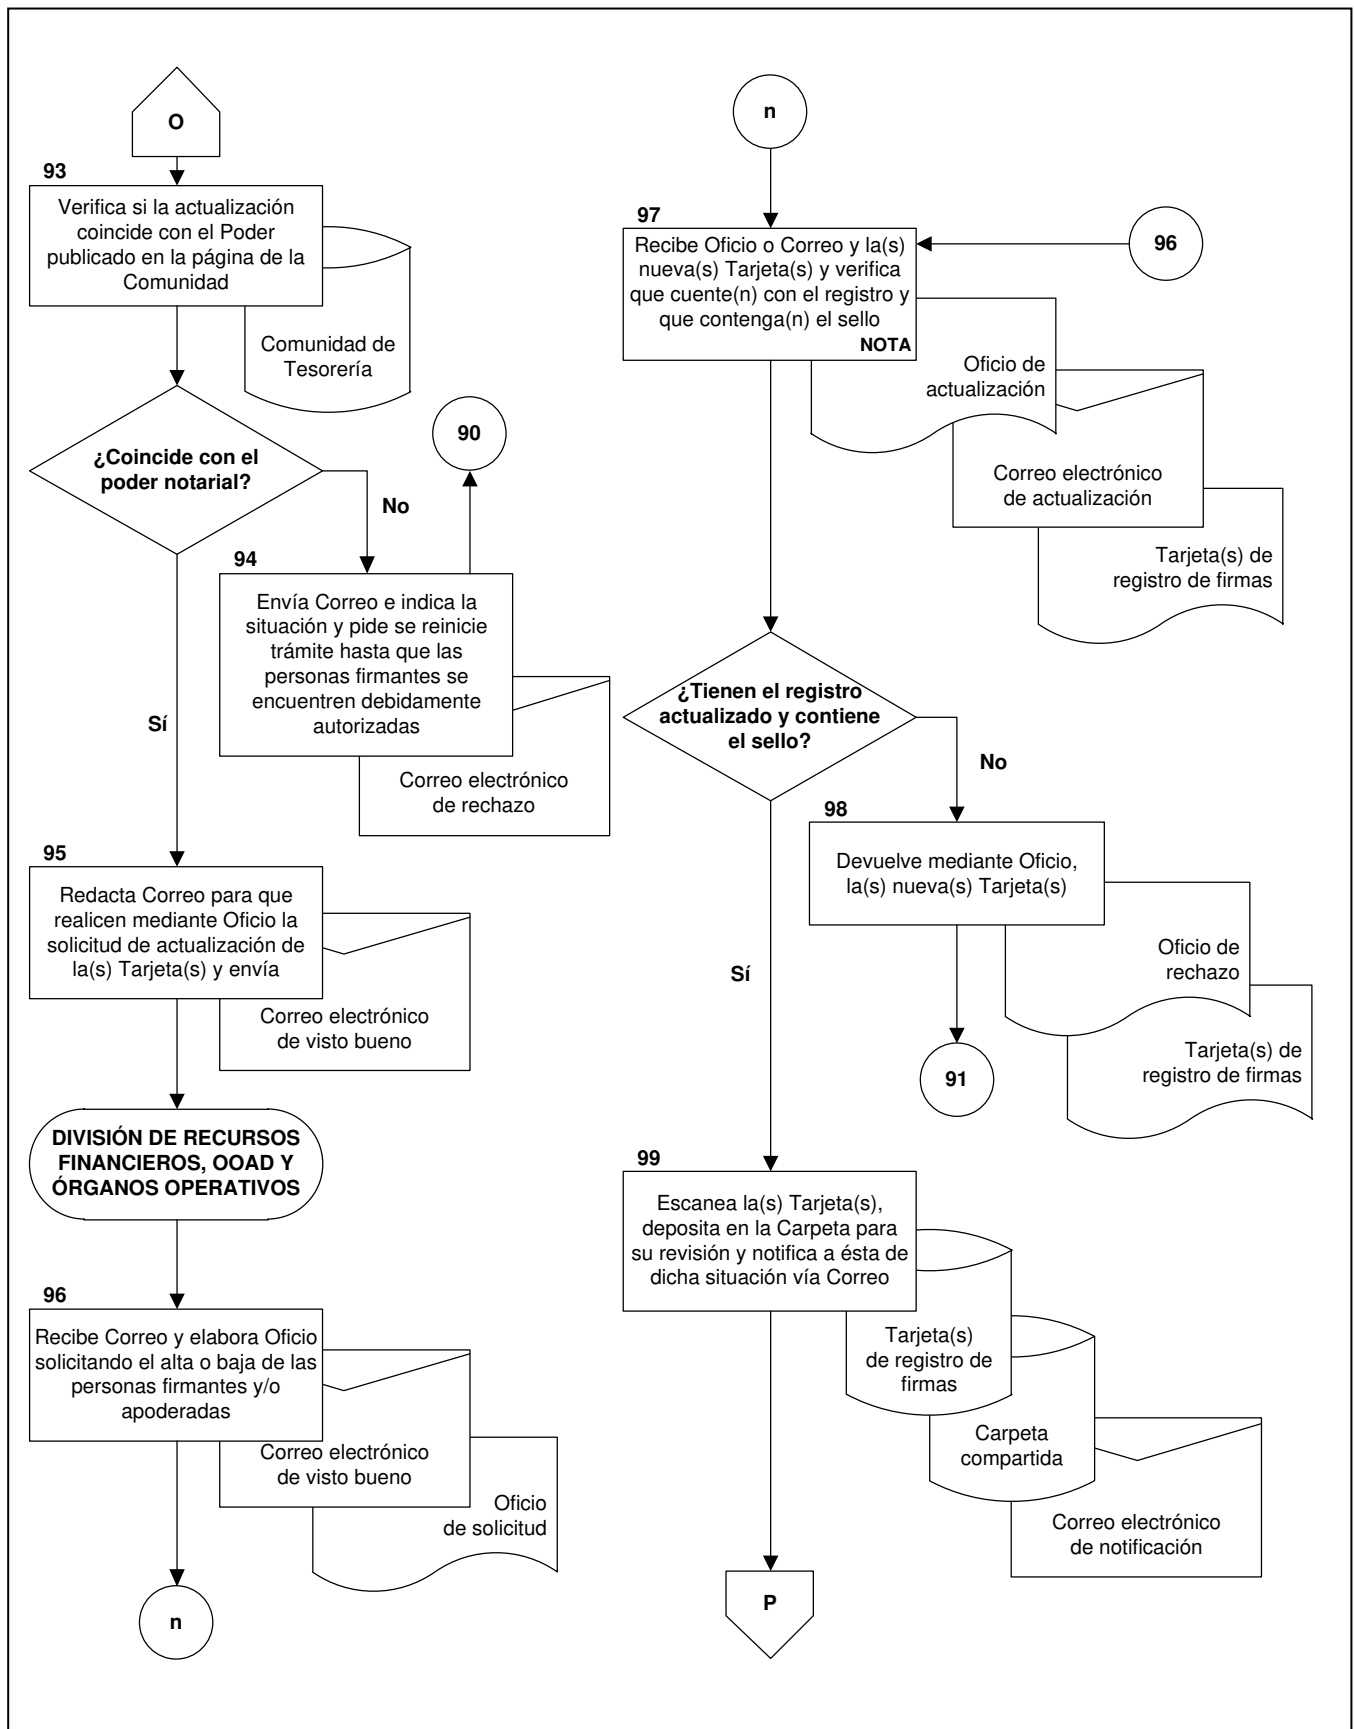 O
93
Verifica si la actualización
coincide con el Poder
publicado en la página de la
Comunidad
Comunidad de
Tesorería
¿Coincide con el
poder notarial?
90
No
Sí
94
Envía Correo e indica la
situación y pide se reinicie
trámite hasta que las
personas firmantes se
encuentren debidamente
autorizadas
Correo electrónico
de rechazo
95
Redacta Correo para que
realicen mediante Oficio la
solicitud de actualización de
la(s) Tarjeta(s) y envía
Correo electrónico
de visto bueno
DIVISIÓN DE RECURSOS
FINANCIEROS, OOAD Y
ÓRGANOS OPERATIVOS
96
Recibe Correo y elabora Oficio
solicitando el alta o baja de las
personas firmantes y/o
apoderadas
Correo electrónico
de visto bueno
Oficio
de solicitud
n
n
97
Recibe Oficio o Correo y la(s)
nueva(s) Tarjeta(s) y verifica
que cuente(n) con el registro y
que contenga(n) el sello
NOTA
96
Oficio de
actualización
Correo electrónico
de actualización
Tarjeta(s) de
registro de firmas
¿Tienen el registro
actualizado y contiene
el sello?
No
Sí
98
Devuelve mediante Oficio,
la(s) nueva(s) Tarjeta(s)
Oficio de
rechazo
Tarjeta(s) de
registro de firmas
91
99
Escanea la(s) Tarjeta(s),
deposita en la Carpeta para
su revisión y notifica a ésta de
dicha situación vía Correo
Tarjeta(s)
de registro de
firmas
Carpeta
compartida
Correo electrónico
de notificación
P